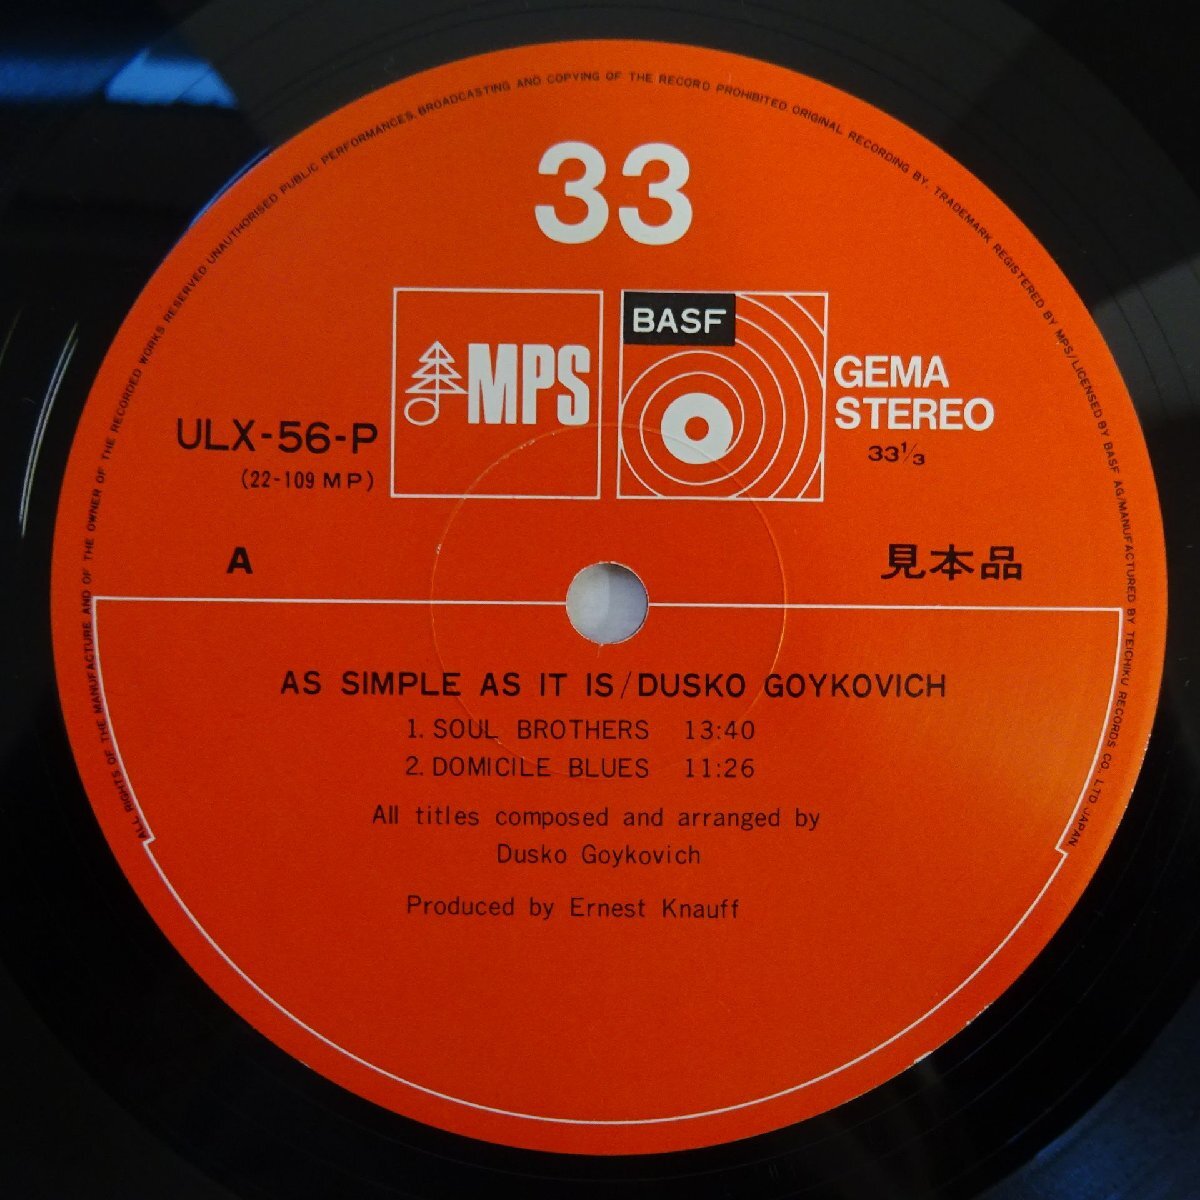 ALL RIGHTS OF THE MANUFACTURE AND OF THE OWNER OF THE RECORDED WORKS RESERVED UNAUTHORISED PUBLIC PERFORMANCES, BROADCASTING AND COPYING OF THE RECORD PROHIBITED ORIGINAL RECORDING BY, TRADEMARK REGISTERED BY MPS/LICENSED BY BASF AG/MANUFACTURED BY TEICHIKU RECORDS CO., LTD JAPAN.
33
MPS
BASF
GEMA
STEREO
33⅓
ULX-56-P
(22-109 MP)
A
見本品
AS SIMPLE AS IT IS/DUSKO GOYKOVICH
1. SOUL BROTHERS 13:40
2. DOMICILE BLUES 11:26
All titles composed and arranged by
Dusko Goykovich
Produced by Ernest Knauff